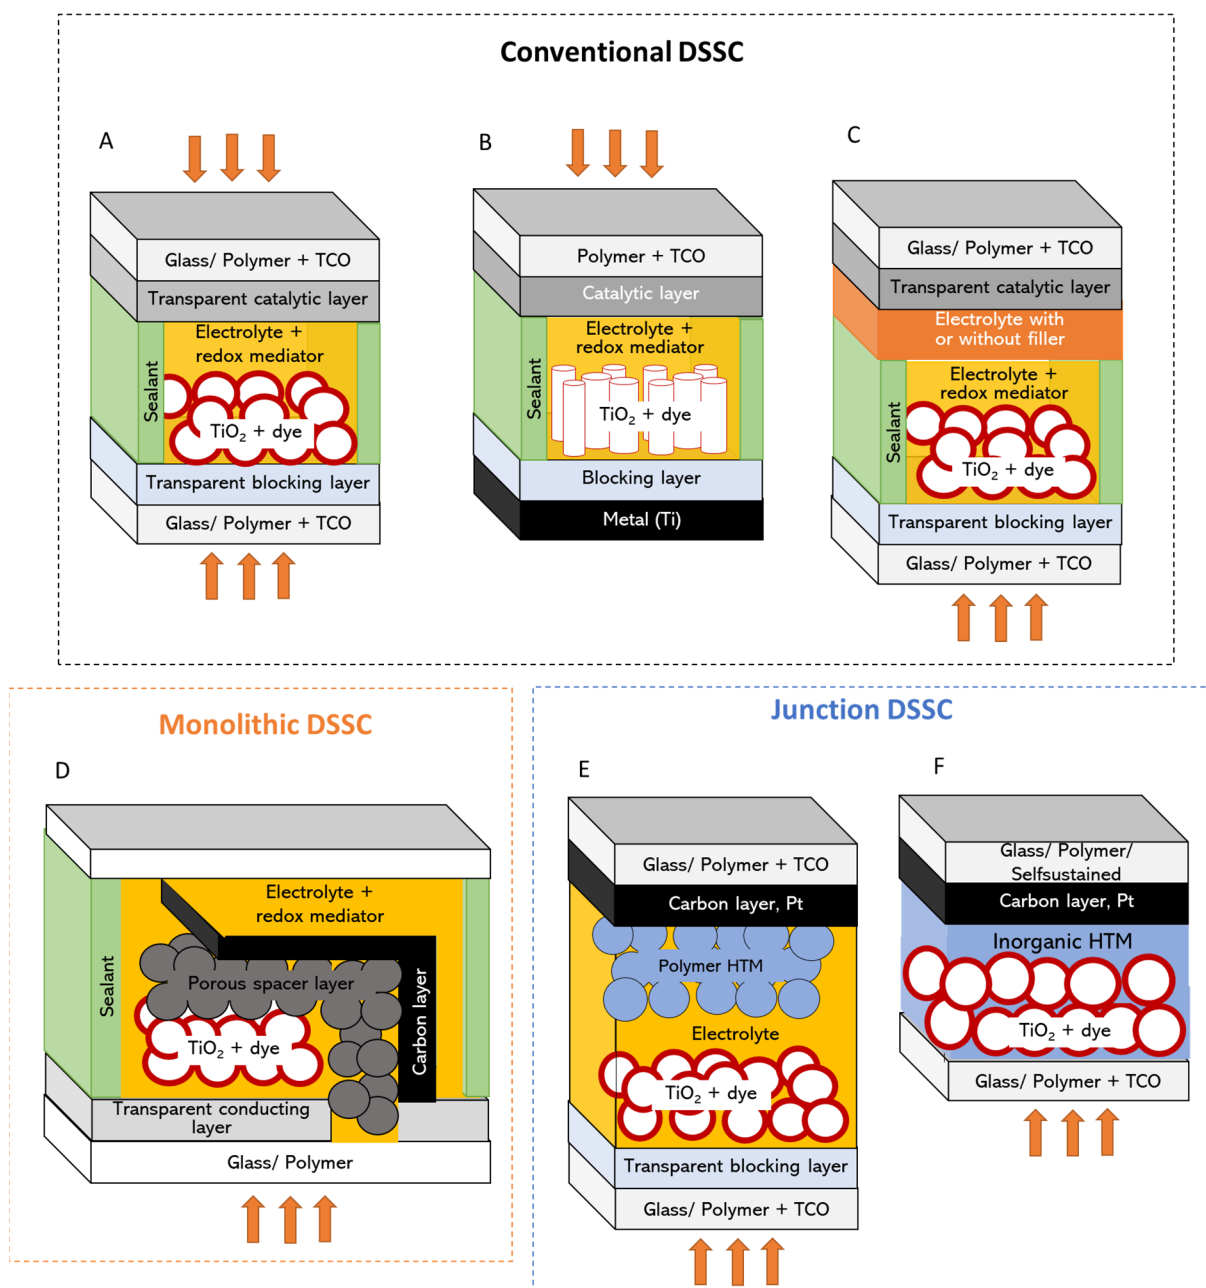 Conventional DSSC
A
Glass/ Polymer + TCO
Transparent catalytic layer
Electrolyte +
redox mediator
Sealant
TiO₂ + dye
Transparent blocking layer
Glass/ Polymer + TCO
B
Polymer + TCO
Catalytic layer
Electrolyte +
redox mediator
Sealant
TiO₂ + dye
Blocking layer
Metal (Ti)
C
Glass/ Polymer + TCO
Transparent catalytic layer
Electrolyte with
or without filler
Electrolyte +
redox mediator
Sealant
TiO₂ + dye
Transparent blocking layer
Glass/ Polymer + TCO
Monolithic DSSC
D
Electrolyte +
redox mediator
Sealant
Porous spacer layer
TiO₂ + dye
Carbon layer
Transparent conducting
layer
Glass/ Polymer
Junction DSSC
E
Glass/ Polymer + TCO
Carbon layer, Pt
Polymer HTM
Electrolyte
TiO₂ + dye
Transparent blocking layer
Glass/ Polymer + TCO
F
Glass/ Polymer/
Selfsustained
Carbon layer, Pt
Inorganic HTM
TiO₂ + dye
Glass/ Polymer + TCO